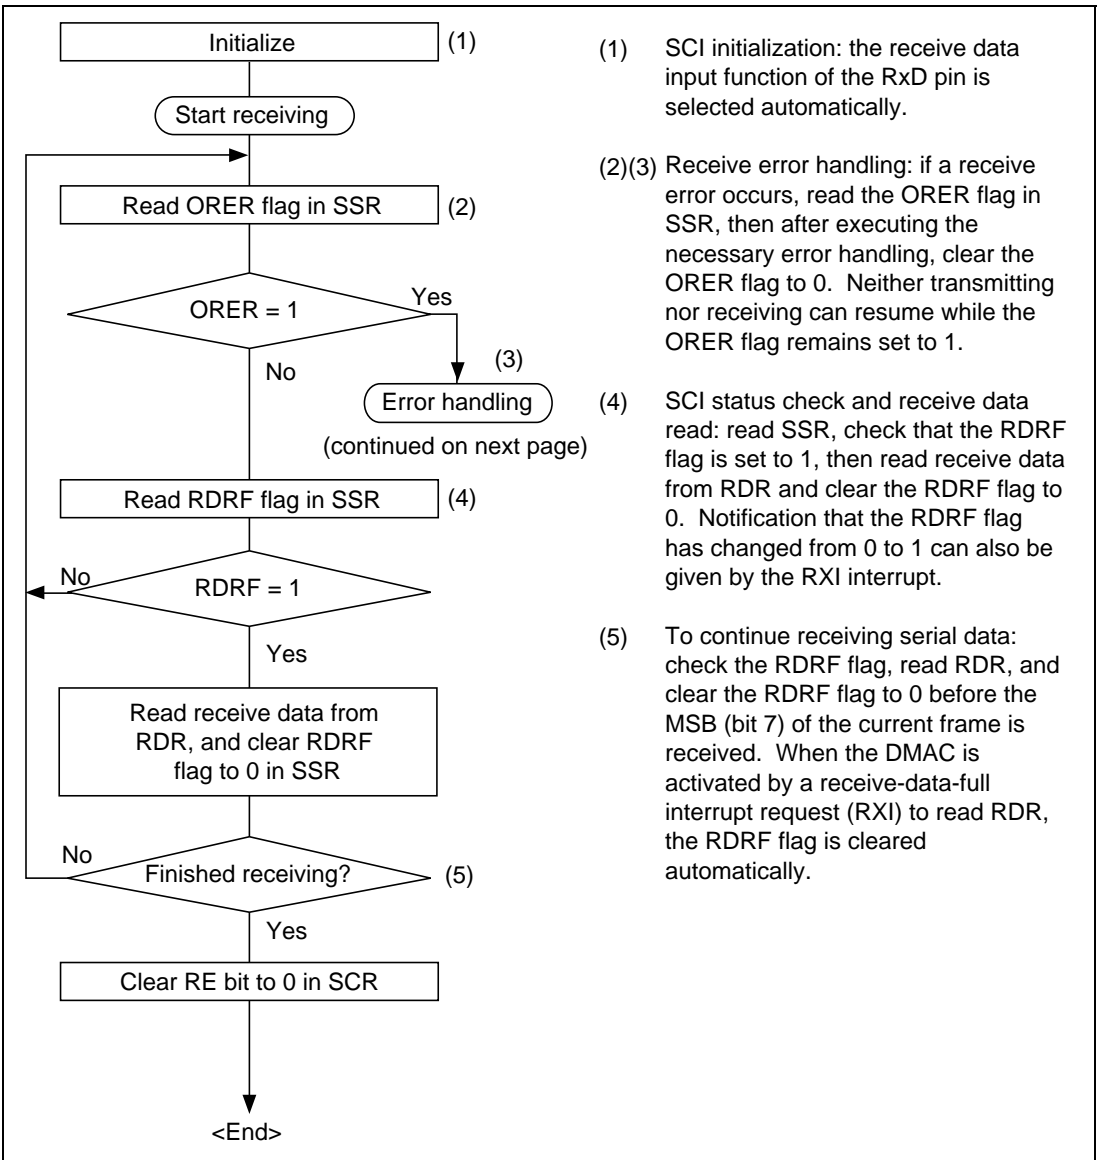 Initialize (1)
Start receiving
Read ORER flag in SSR (2)
ORER = 1
Yes
No
(3)
Error handling
(continued on next page)
Read RDRF flag in SSR (4)
No
RDRF = 1
Yes
Read receive data from
RDR, and clear RDRF
flag to 0 in SSR
No
Finished receiving? (5)
Yes
Clear RE bit to 0 in SCR
<End>
(1) SCI initialization: the receive data
input function of the RxD pin is
selected automatically.
(2)(3) Receive error handling: if a receive
error occurs, read the ORER flag in
SSR, then after executing the
necessary error handling, clear the
ORER flag to 0. Neither transmitting
nor receiving can resume while the
ORER flag remains set to 1.
(4) SCI status check and receive data
read: read SSR, check that the RDRF
flag is set to 1, then read receive data
from RDR and clear the RDRF flag to
0. Notification that the RDRF flag
has changed from 0 to 1 can also be
given by the RXI interrupt.
(5) To continue receiving serial data:
check the RDRF flag, read RDR, and
clear the RDRF flag to 0 before the
MSB (bit 7) of the current frame is
received. When the DMAC is
activated by a receive-data-full
interrupt request (RXI) to read RDR,
the RDRF flag is cleared
automatically.